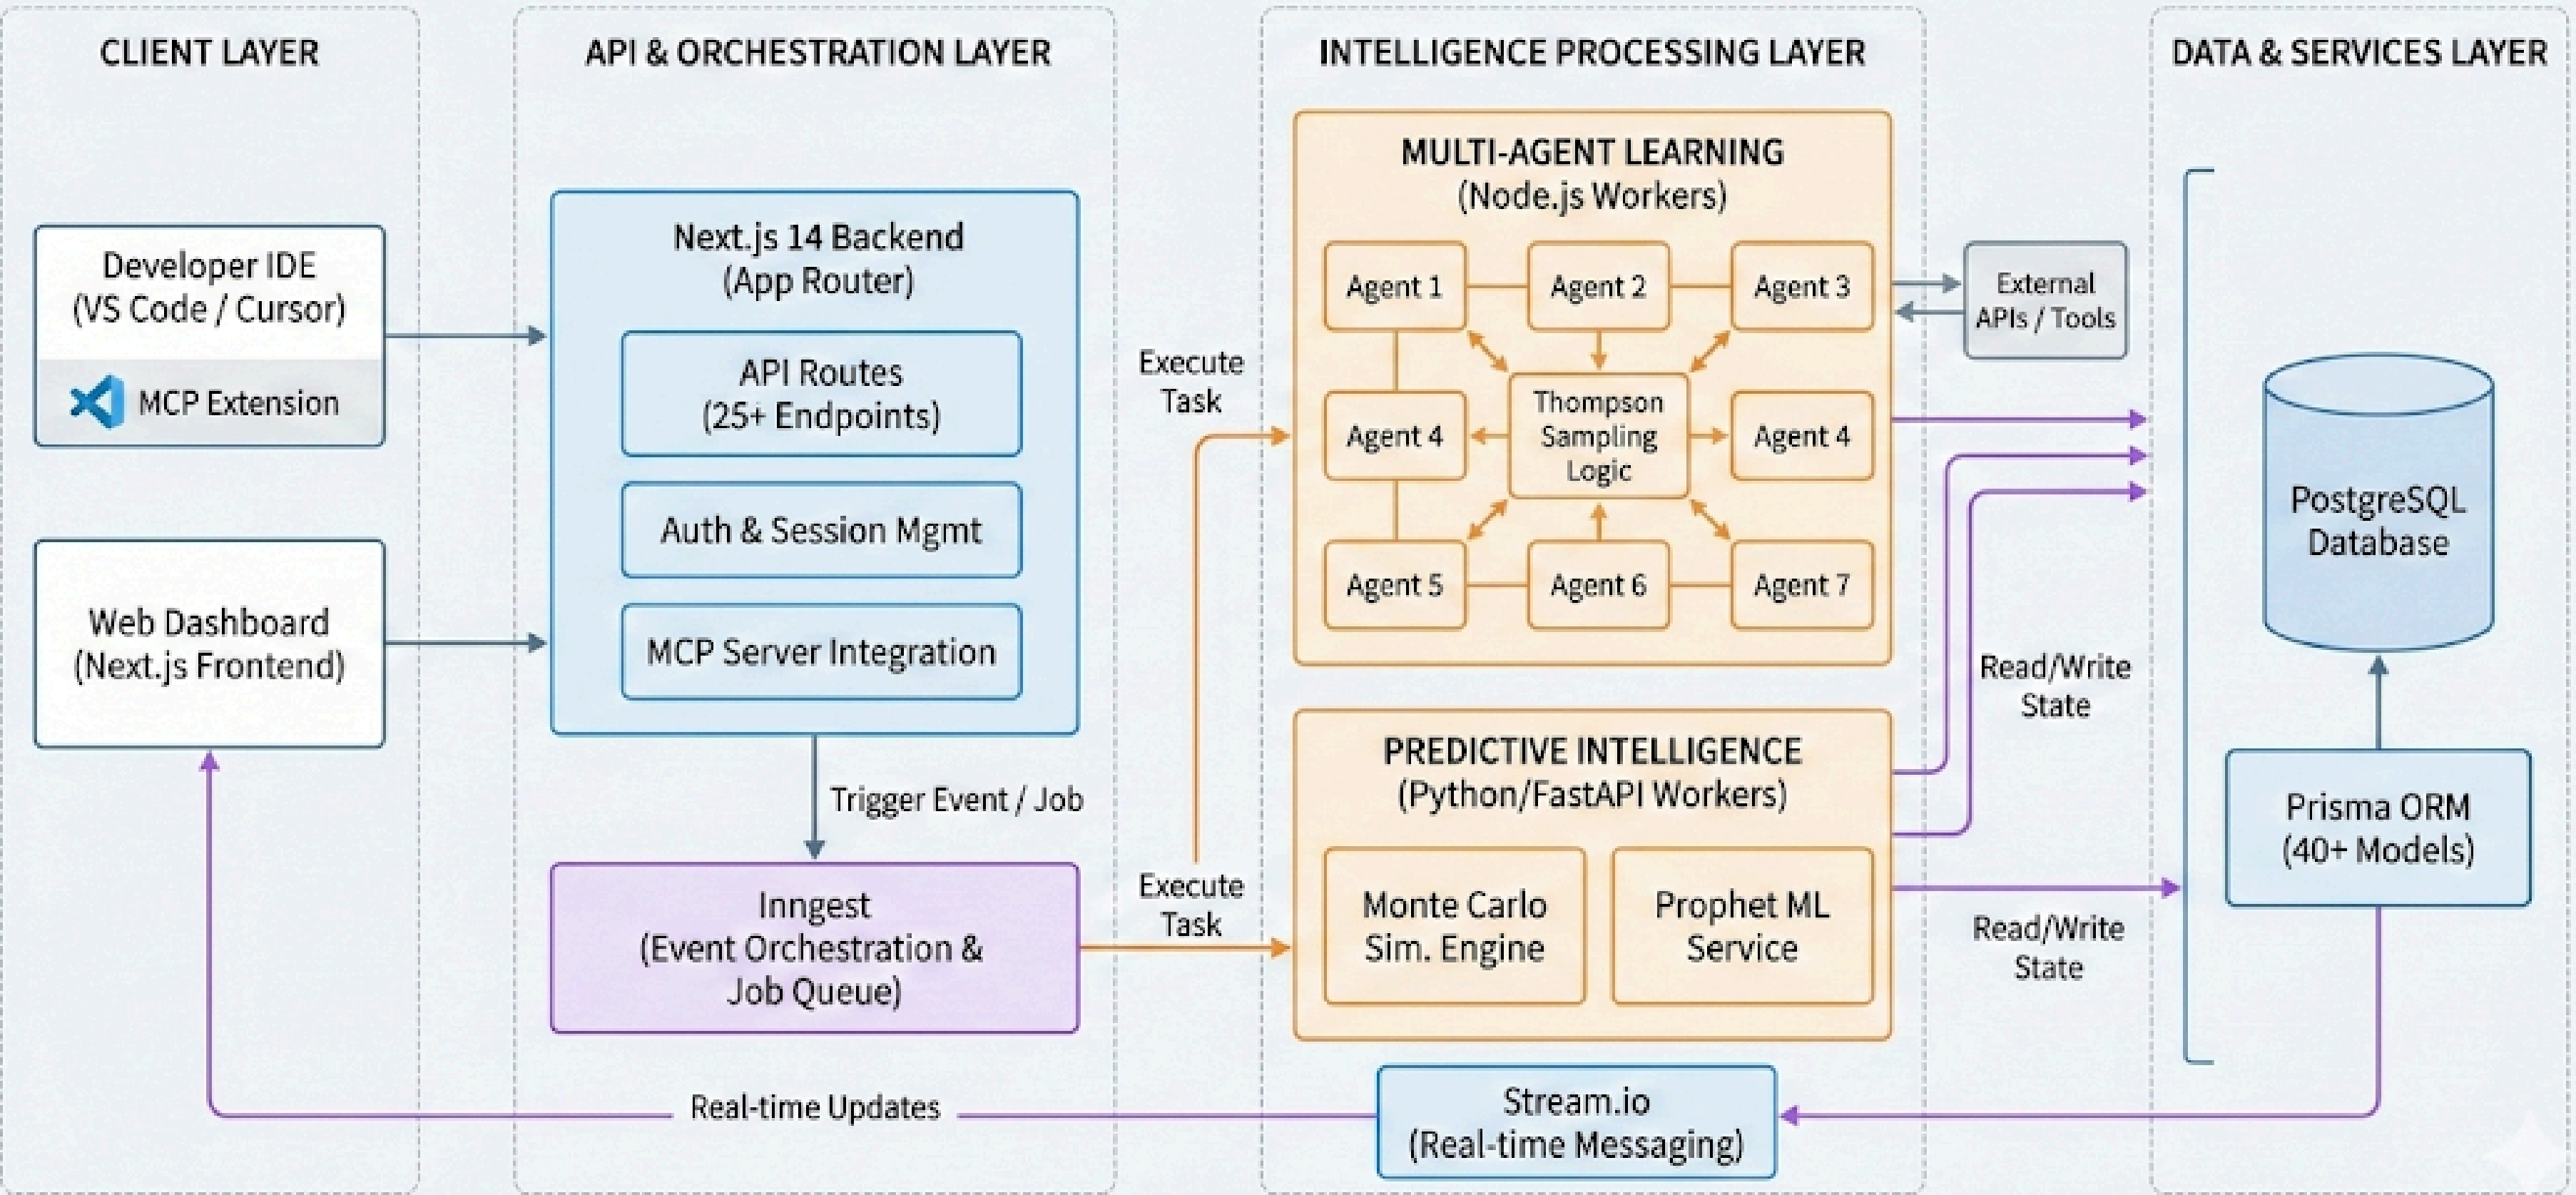 CLIENT LAYER
Developer IDE
(VS Code / Cursor)
MCP Extension
Web Dashboard
(Next.js Frontend)
API & ORCHESTRATION LAYER
Next.js 14 Backend
(App Router)
API Routes
(25+ Endpoints)
Auth & Session Mgmt
MCP Server Integration
Trigger Event / Job
Inngest
(Event Orchestration &
Job Queue)
Real-time Updates
Execute
Task
Execute
Task
INTELLIGENCE PROCESSING LAYER
MULTI-AGENT LEARNING
(Node.js Workers)
Agent 1
Agent 2
Agent 3
Agent 4
Thompson
Sampling
Logic
Agent 4
Agent 5
Agent 6
Agent 7
PREDICTIVE INTELLIGENCE
(Python/FastAPI Workers)
Monte Carlo
Sim. Engine
Prophet ML
Service
Stream.io
(Real-time Messaging)
External
APIs / Tools
Read/Write
State
Read/Write
State
DATA & SERVICES LAYER
PostgreSQL
Database
Prisma ORM
(40+ Models)